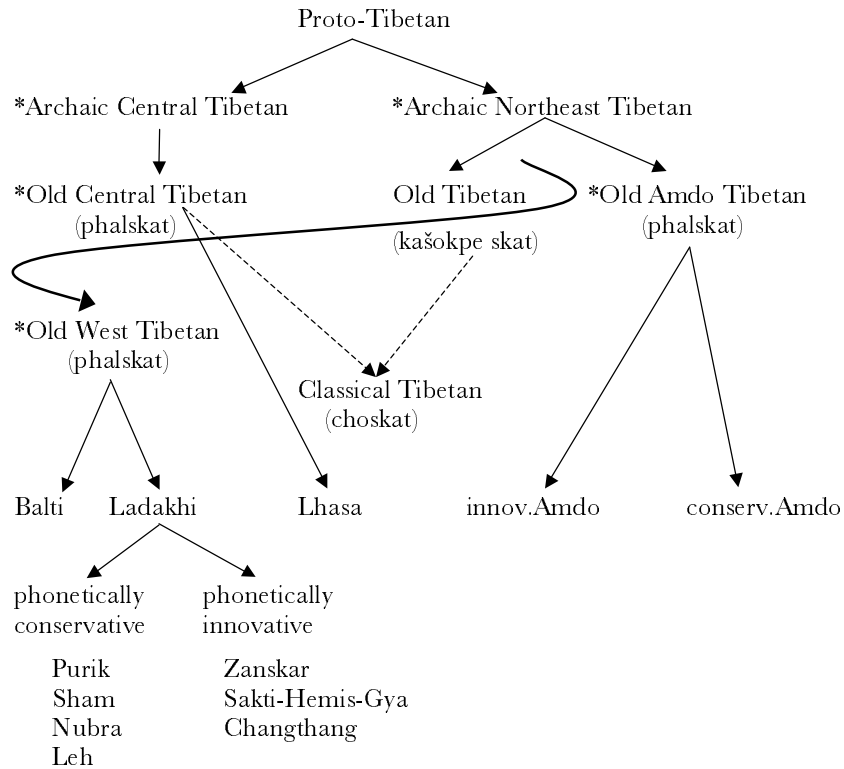 Proto-Tibetan
*Archaic Central Tibetan
*Archaic Northeast Tibetan
*Old Central Tibetan
(phalskat)
Old Tibetan
(kašokpe skat)
*Old Amdo Tibetan
(phalskat)
*Old West Tibetan
(phalskat)
Classical Tibetan
(choskat)
Balti
Ladakhi
Lhasa
innov.Amdo
conserv.Amdo
phonetically
conservative
phonetically
innovative
Purik
Sham
Nubra
Leh
Zanskar
Sakti-Hemis-Gya
Changthang